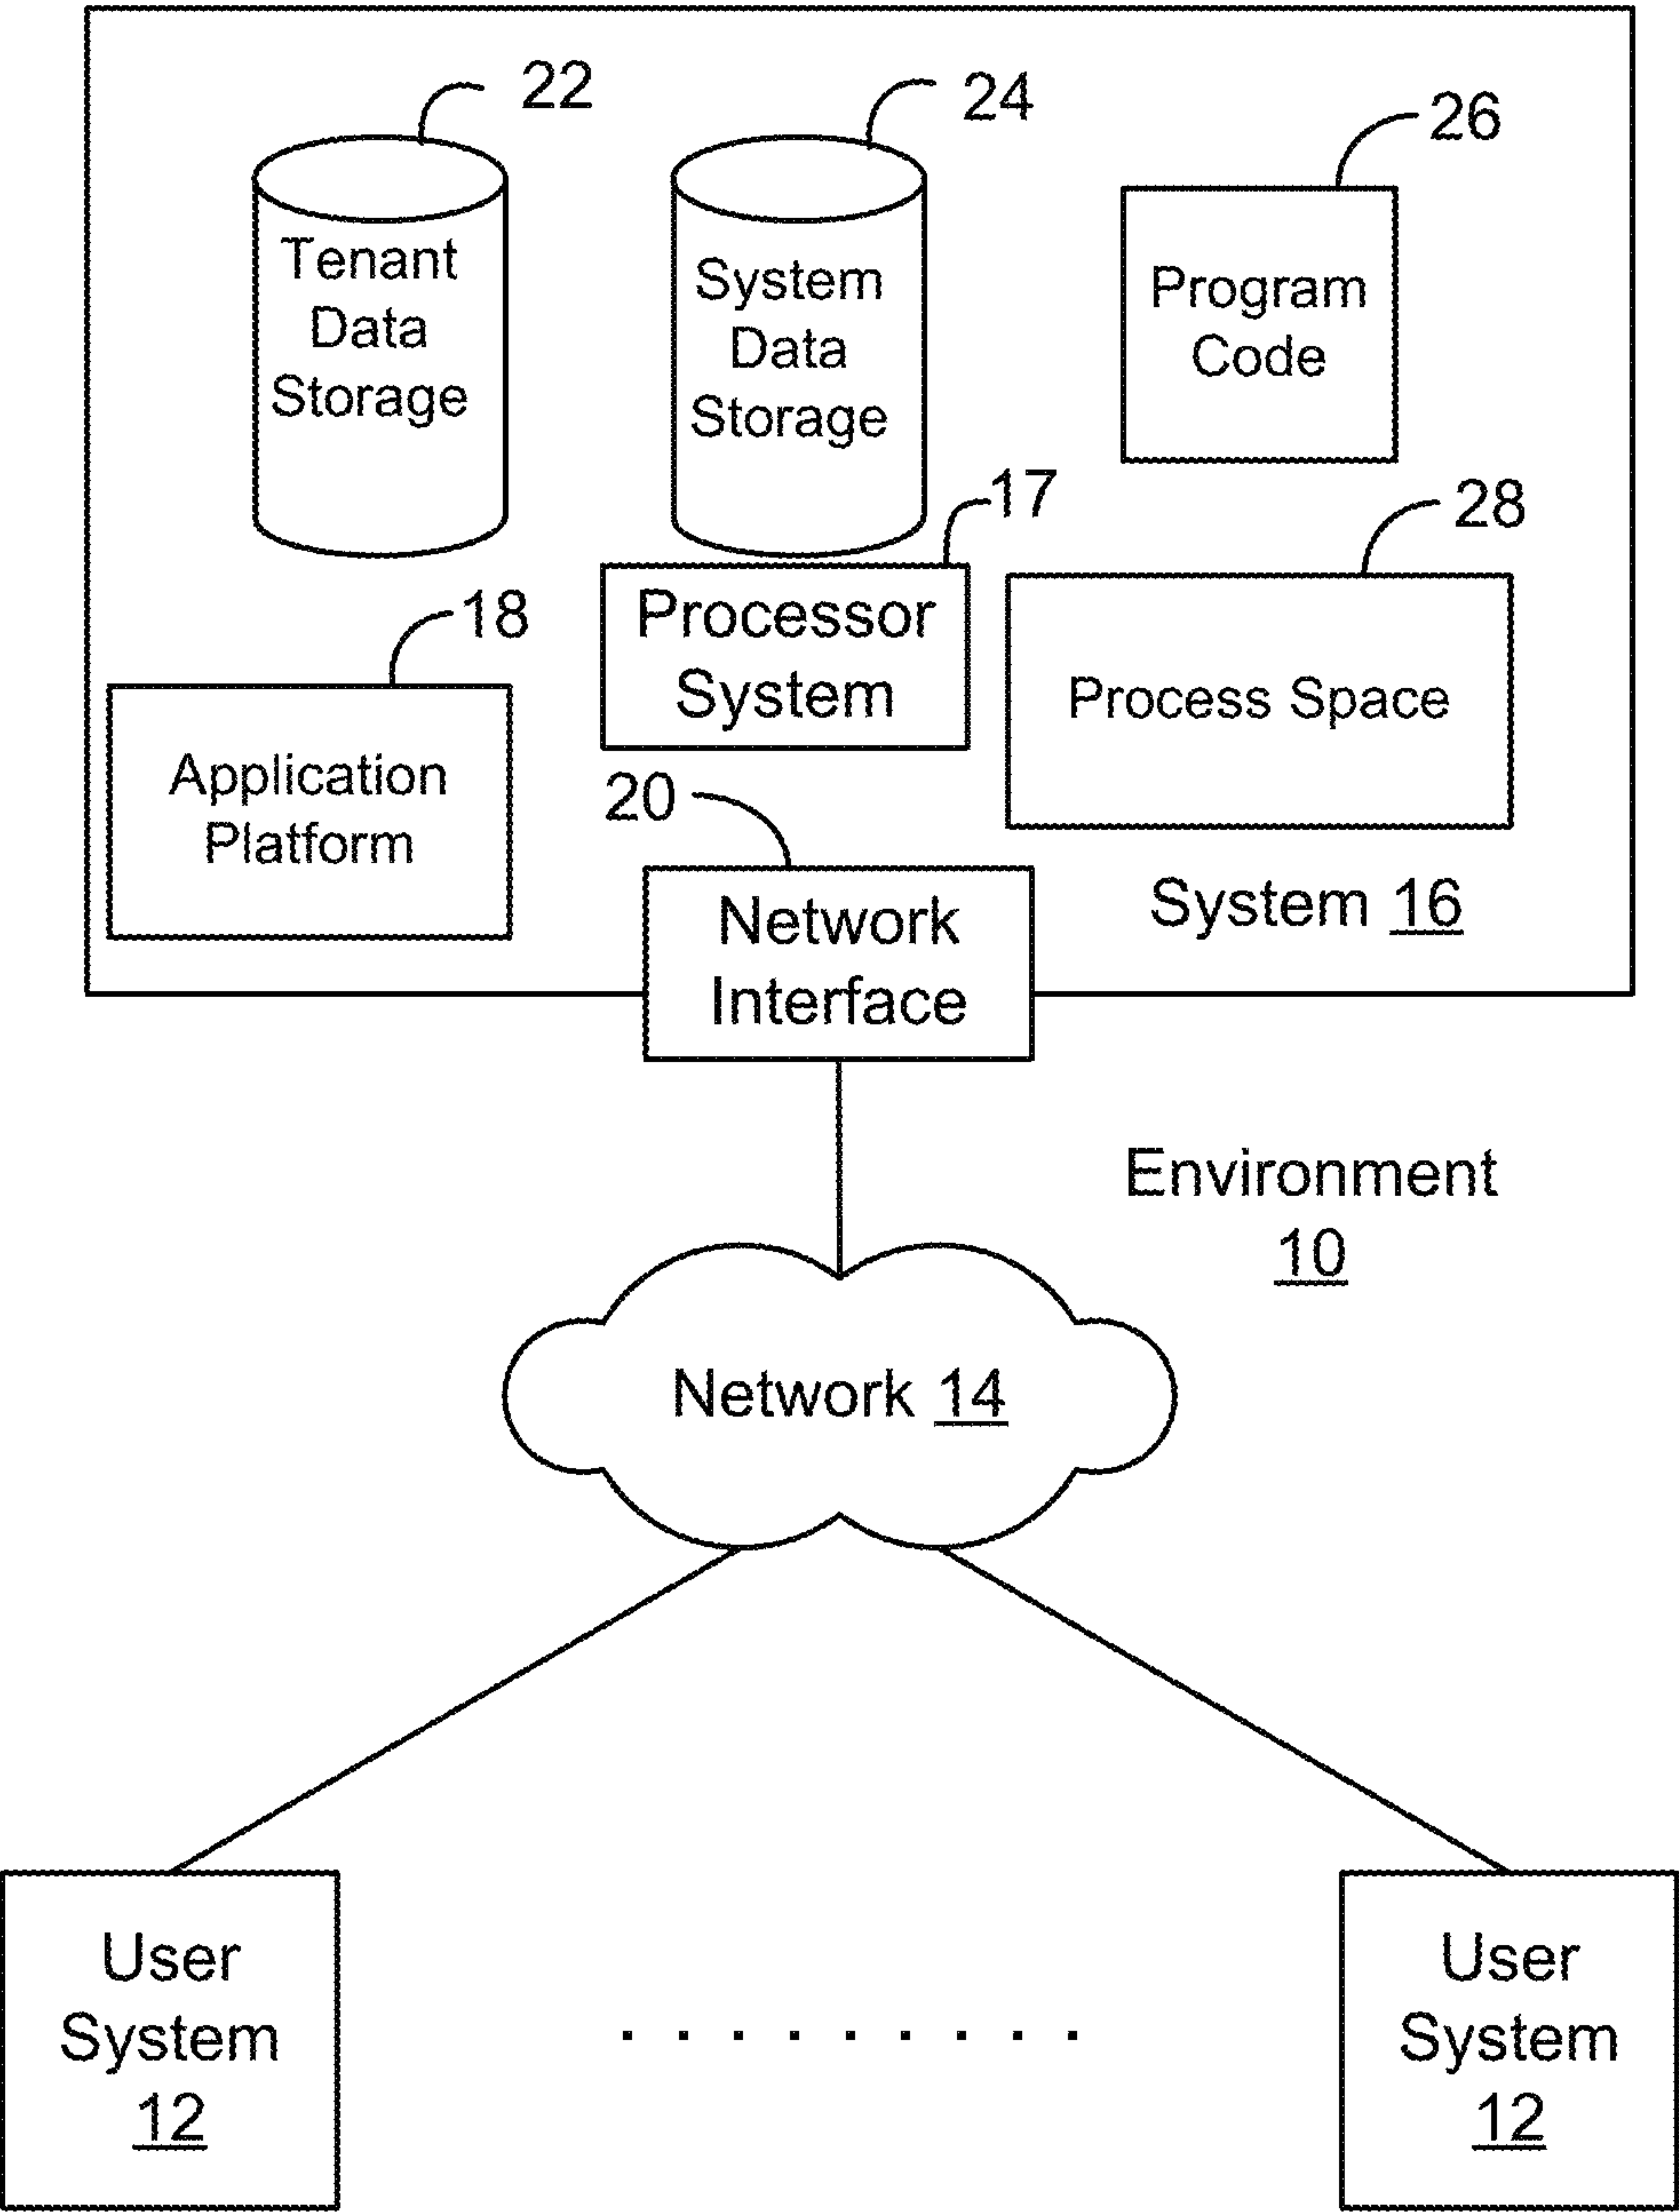 22
24
26
Tenant
Data
Storage
System
Data
Storage
Program
Code
17
28
18
Processor
System
Process Space
Application
Platform
20
Network
Interface
System 16
Environment
10
Network 14
User
System
12
User
System
12